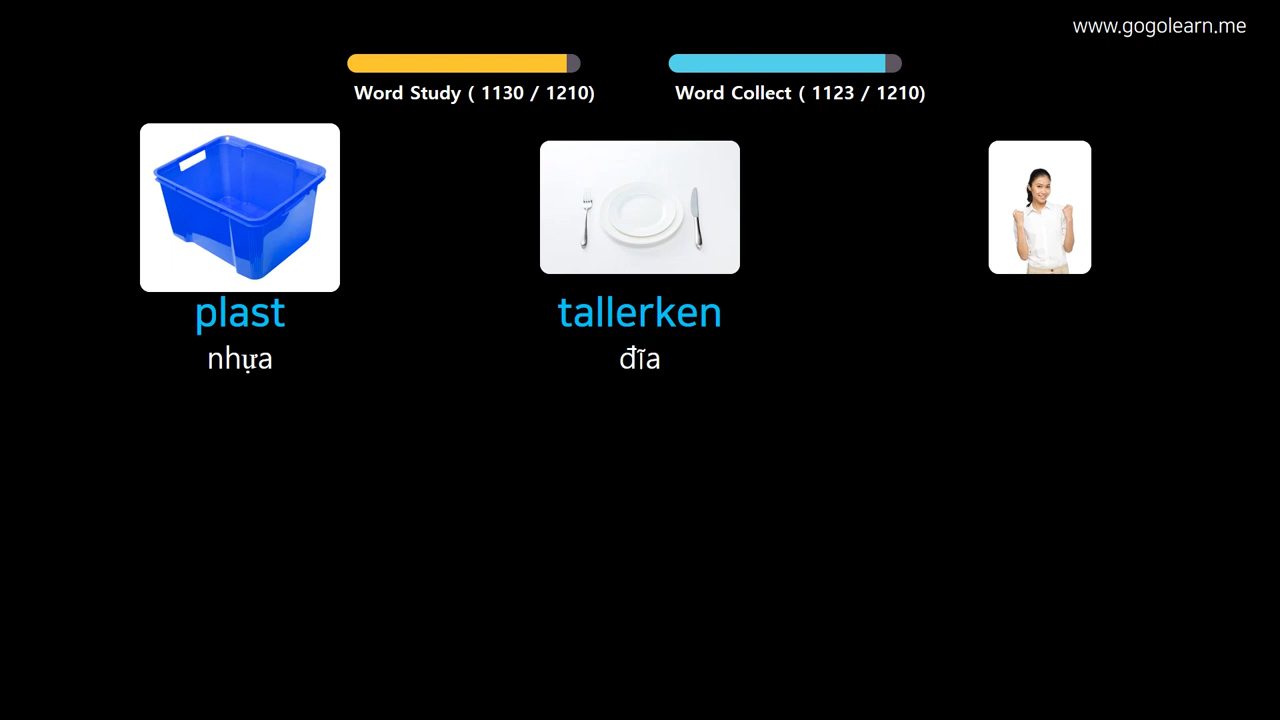 www.gogolearn.me
Word Study ( 1130 / 1210)
Word Collect ( 1123 / 1210)
plast
tallerken
nhựa
đĩa